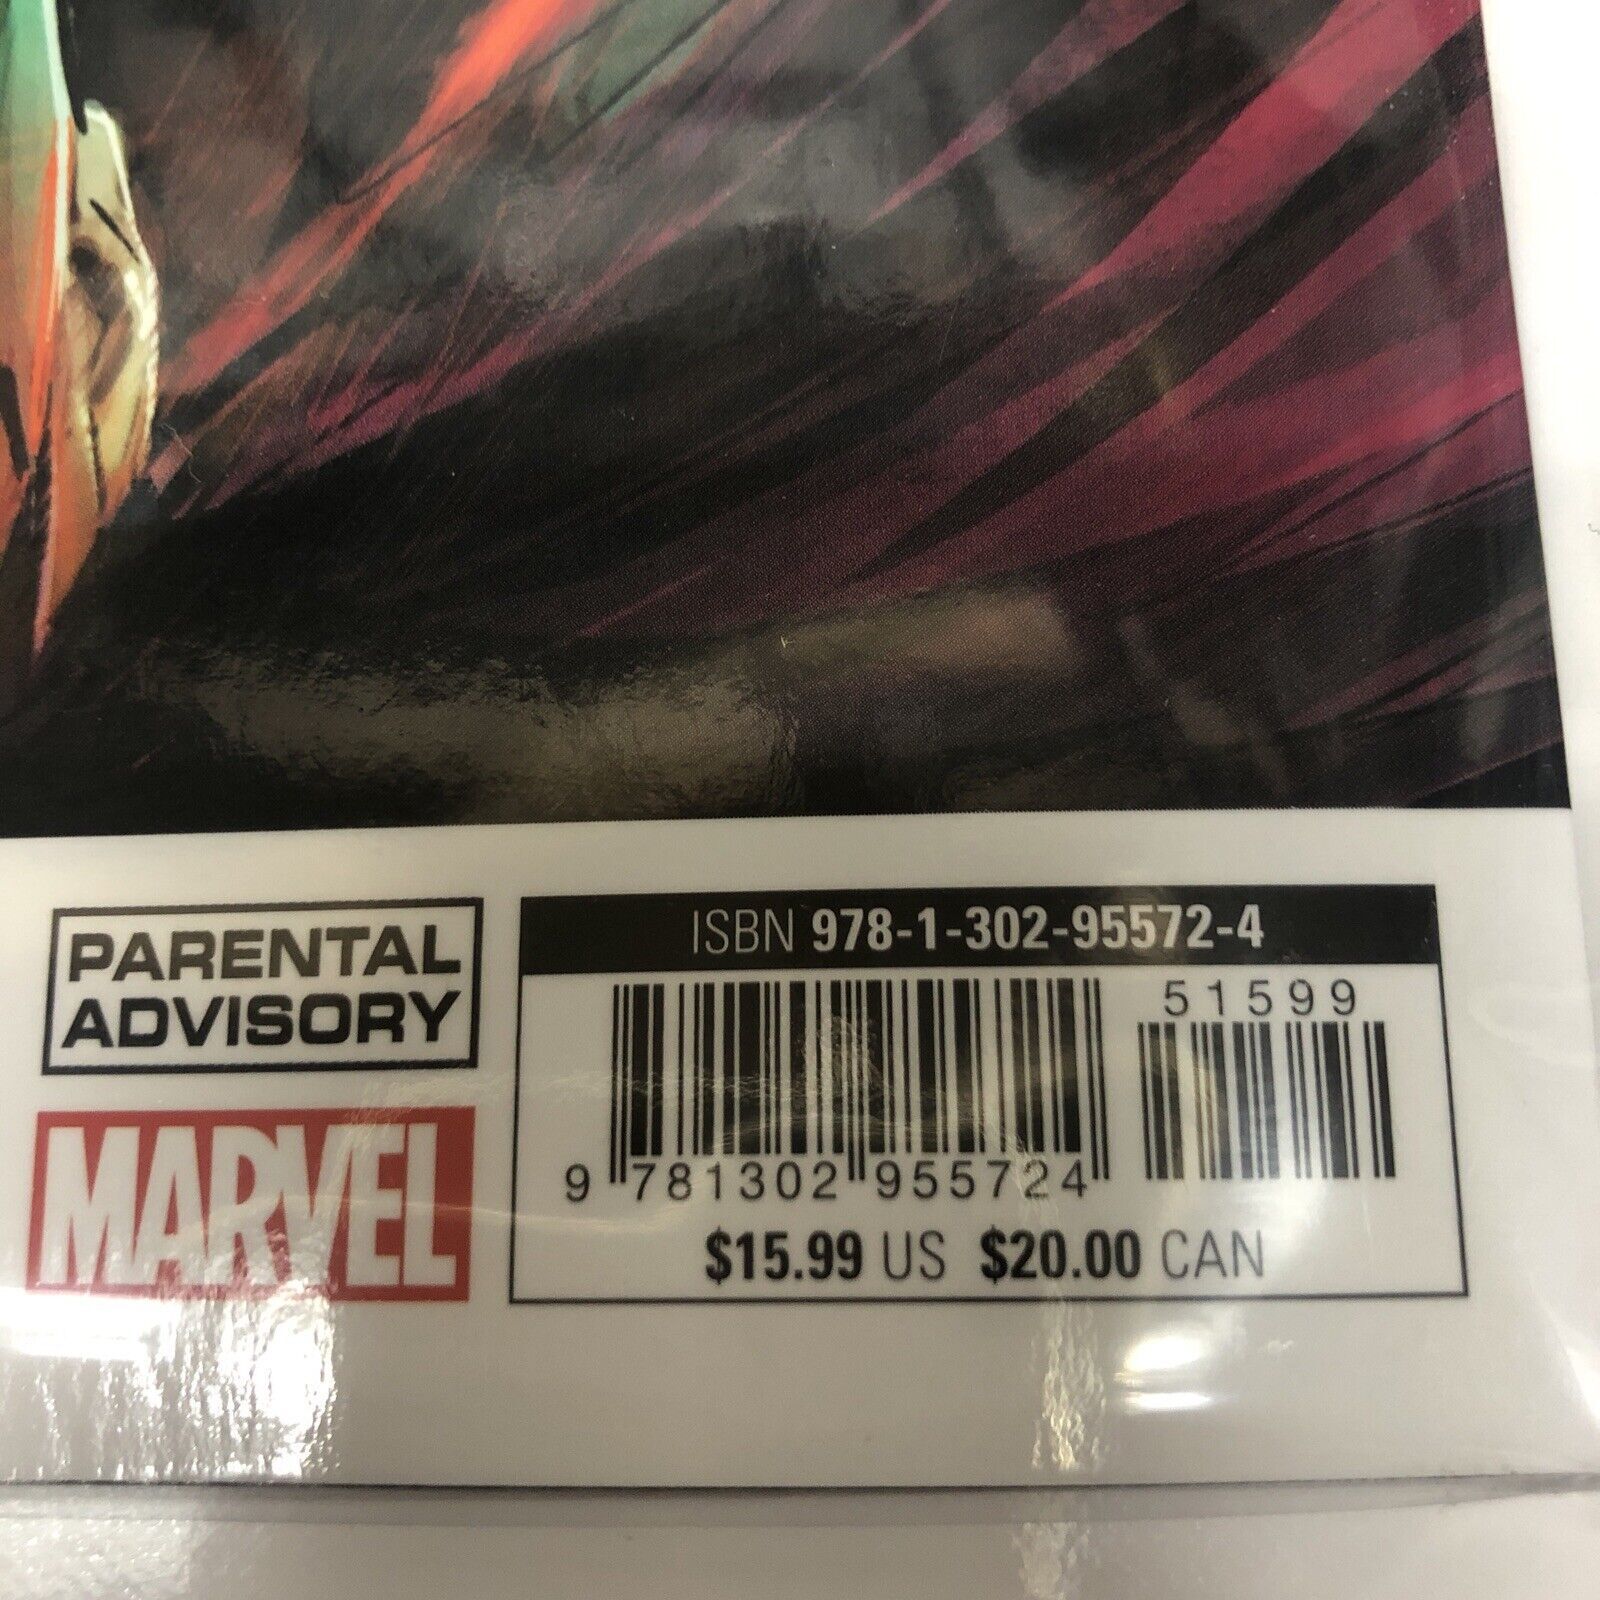 PARENTAL
ADVISORY
MARVEL
ISBN 978-1-302-95572-4
51599
9 781302 955724
$15.99 US $20.00 CAN